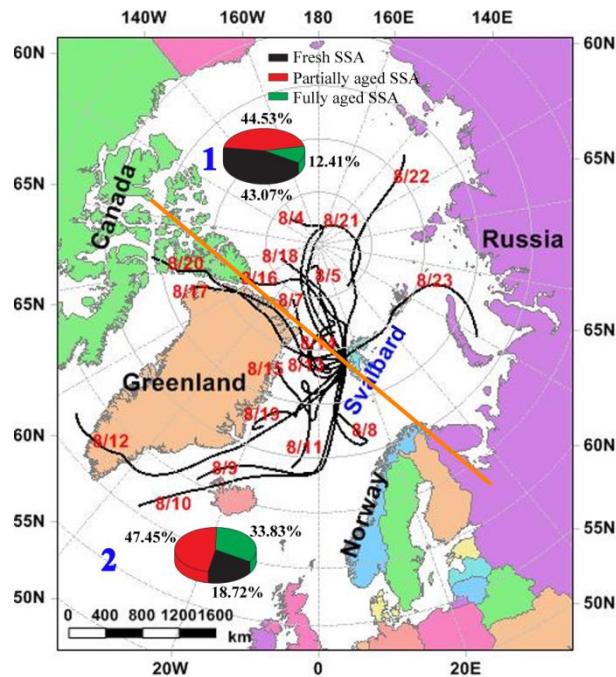 140W 160W 180 160E 140E
60N 60N
Fresh SSA
Partially aged SSA
Fully aged SSA
44.53%
1
12.41%
43.07%
8/22
65N 65N
Canada
8/4 8/21
Russia
8/18
8/20 8/16 8/5 8/23
8/17
8/7
65N 65N
8/14
8/13
8/15
Greenland
Svalbard
8/19
8/8
60N 60N
8/12
8/11
8/9
8/10
Norway
55N 55N
47.45% 33.83%
2
18.72%
50N 50N
0 400 800 1200 1600
km
20W 0 20E